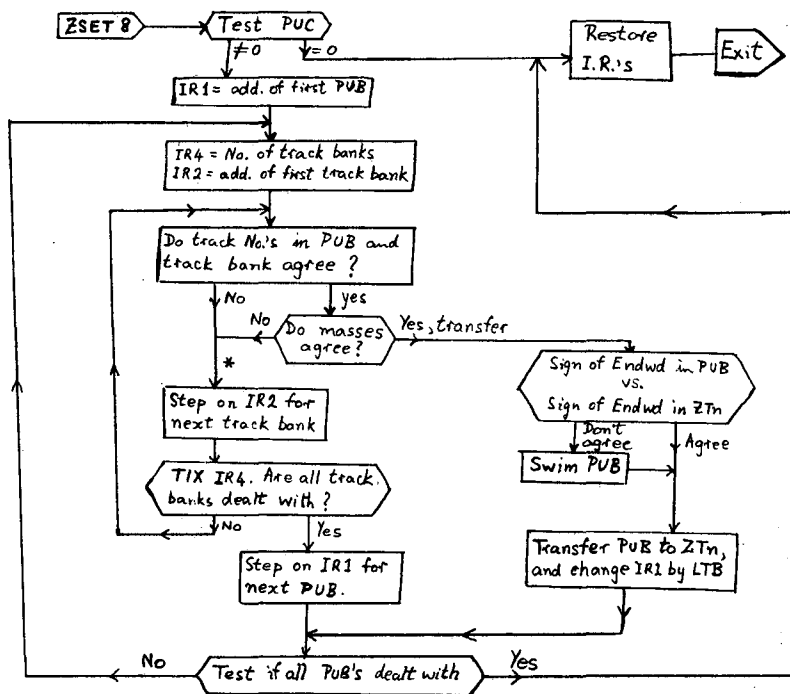 ZSET 8
Test PUC
≠0
= 0
Restore
I.R.'s
Exit
IR1 = add. of first PUB
IR4 = No. of track banks
IR2 = add. of first track bank
Do track No.'s in PUB and
track bank agree ?
No
yes
No
Do masses
agree?
Yes, transfer
*
Sign of Endwd in PUB
vs.
Sign of Endwd in ZTn
Step on IR2 for
next track bank
Don't
agree
Agree
Swim PUB
TIX IR4. Are all track
banks dealt with ?
No
Yes
Transfer PUB to ZTn,
and change IR1 by LTB
Step on IR1 for
next PUB.
No
Test if all PUB's dealt with
Yes